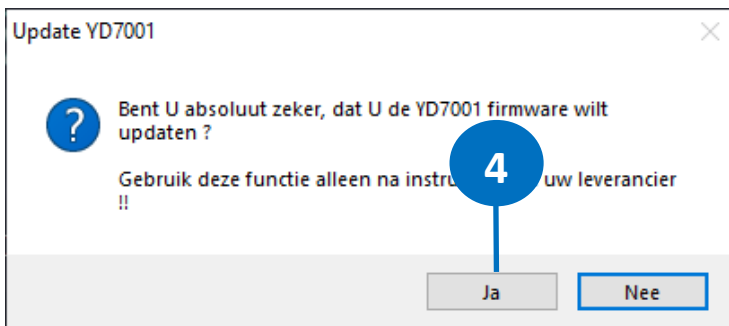 Update YD7001
Bent U absoluut zeker, dat U de YD7001 firmware wilt
updaten ?
Gebruik deze functie alleen na uw leverancier
!!
4
Ja
Nee